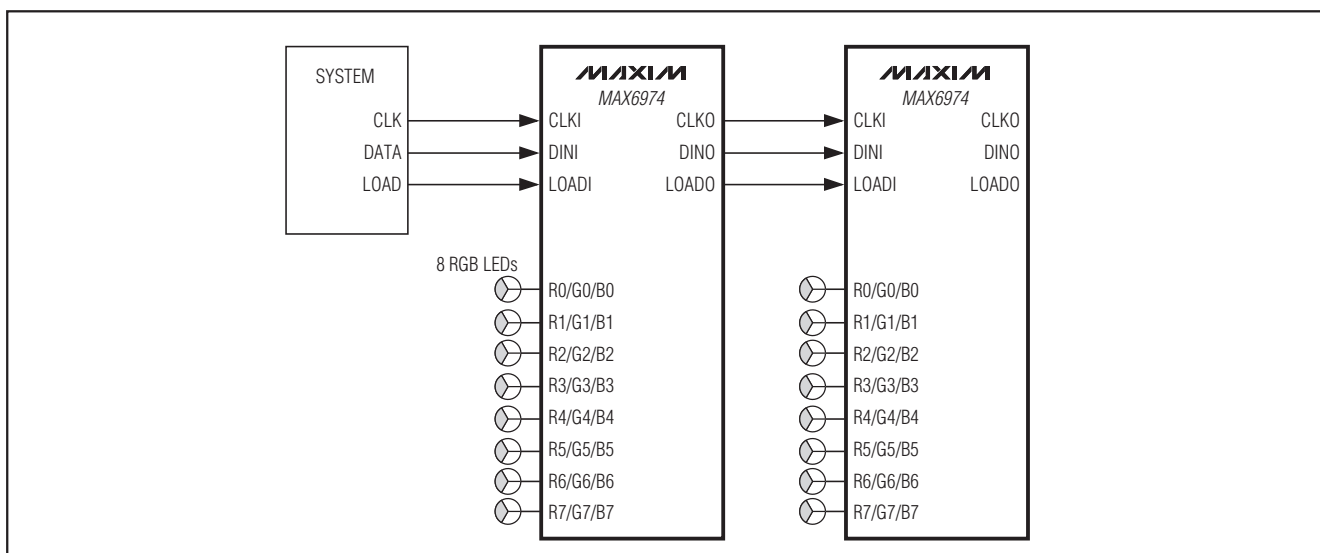 SYSTEM
CLK
DATA
LOAD
MAXIM
MAX6974
CLKI CLKO
DINI DINO
LOADI LOADO
8 RGB LEDs
R0/G0/B0
R1/G1/B1
R2/G2/B2
R3/G3/B3
R4/G4/B4
R5/G5/B5
R6/G6/B6
R7/G7/B7
MAXIM
MAX6974
CLKI CLKO
DINI DINO
LOADI LOADO
R0/G0/B0
R1/G1/B1
R2/G2/B2
R3/G3/B3
R4/G4/B4
R5/G5/B5
R6/G6/B6
R7/G7/B7